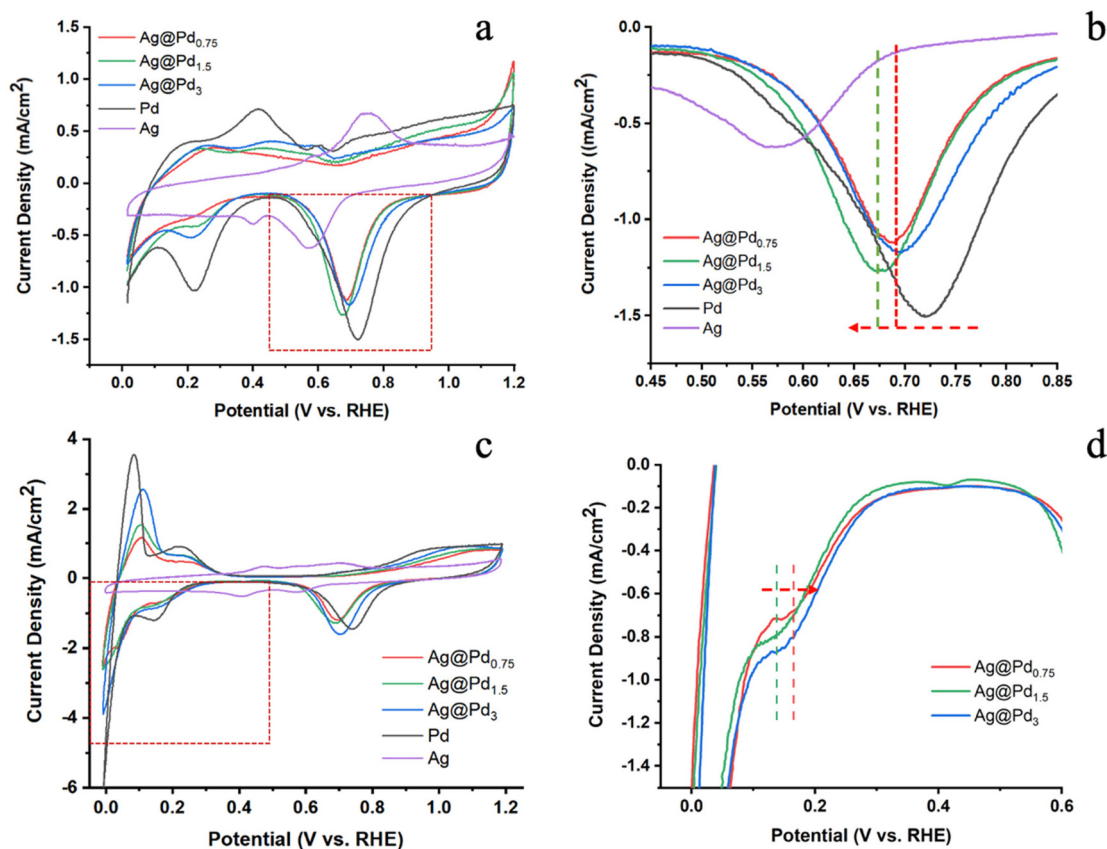 a
Ag@Pd0.75
Ag@Pd1.5
Ag@Pd3
Pd
Ag
1.5
1.0
0.5
0.0
-0.5
-1.0
-1.5
0.0 0.2 0.4 0.6 0.8 1.0 1.2
Current Density (mA/cm2)
Potential (V vs. RHE)
b
0.0
-0.5
-1.0
-1.5
Ag@Pd0.75
Ag@Pd1.5
Ag@Pd3
Pd
Ag
0.45 0.50 0.55 0.60 0.65 0.70 0.75 0.80 0.85
Current Density ((mA/cm2)
Potential (V vs. RHE)
c
4
2
0
-2
-4
-6
Ag@Pd0.75
Ag@Pd1.5
Ag@Pd3
Pd
Ag
0.0 0.2 0.4 0.6 0.8 1.0 1.2
Current Density (mA/cm2)
Potential (V vs. RHE)
d
0.0
-0.2
-0.4
-0.6
-0.8
-1.0
-1.2
-1.4
Ag@Pd0.75
Ag@Pd1.5
Ag@Pd3
0.0 0.2 0.4 0.6
Current Density (mA/cm2)
Potential (V vs. RHE)